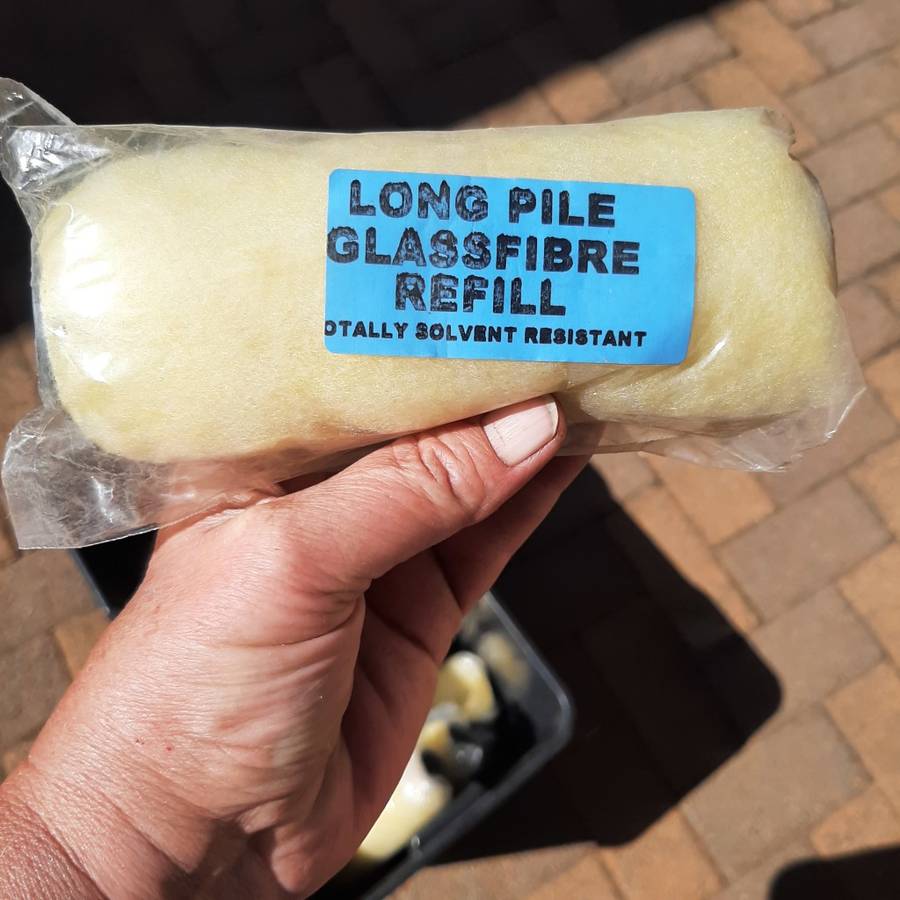 LONG PILE
GLASSFIBRE
REFILL
OTALLY SOLVENT RESISTANT